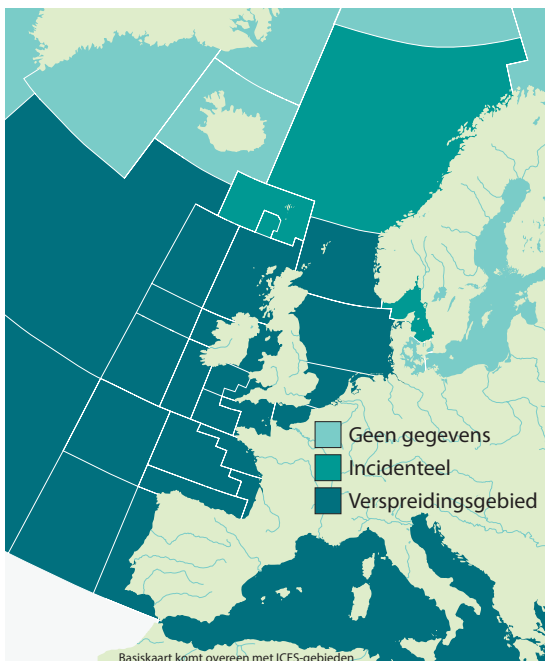 Geen gegevens
Incidenteel
Verspreidingsgebied
Basiskaart komt overeen met ICES-gebieden